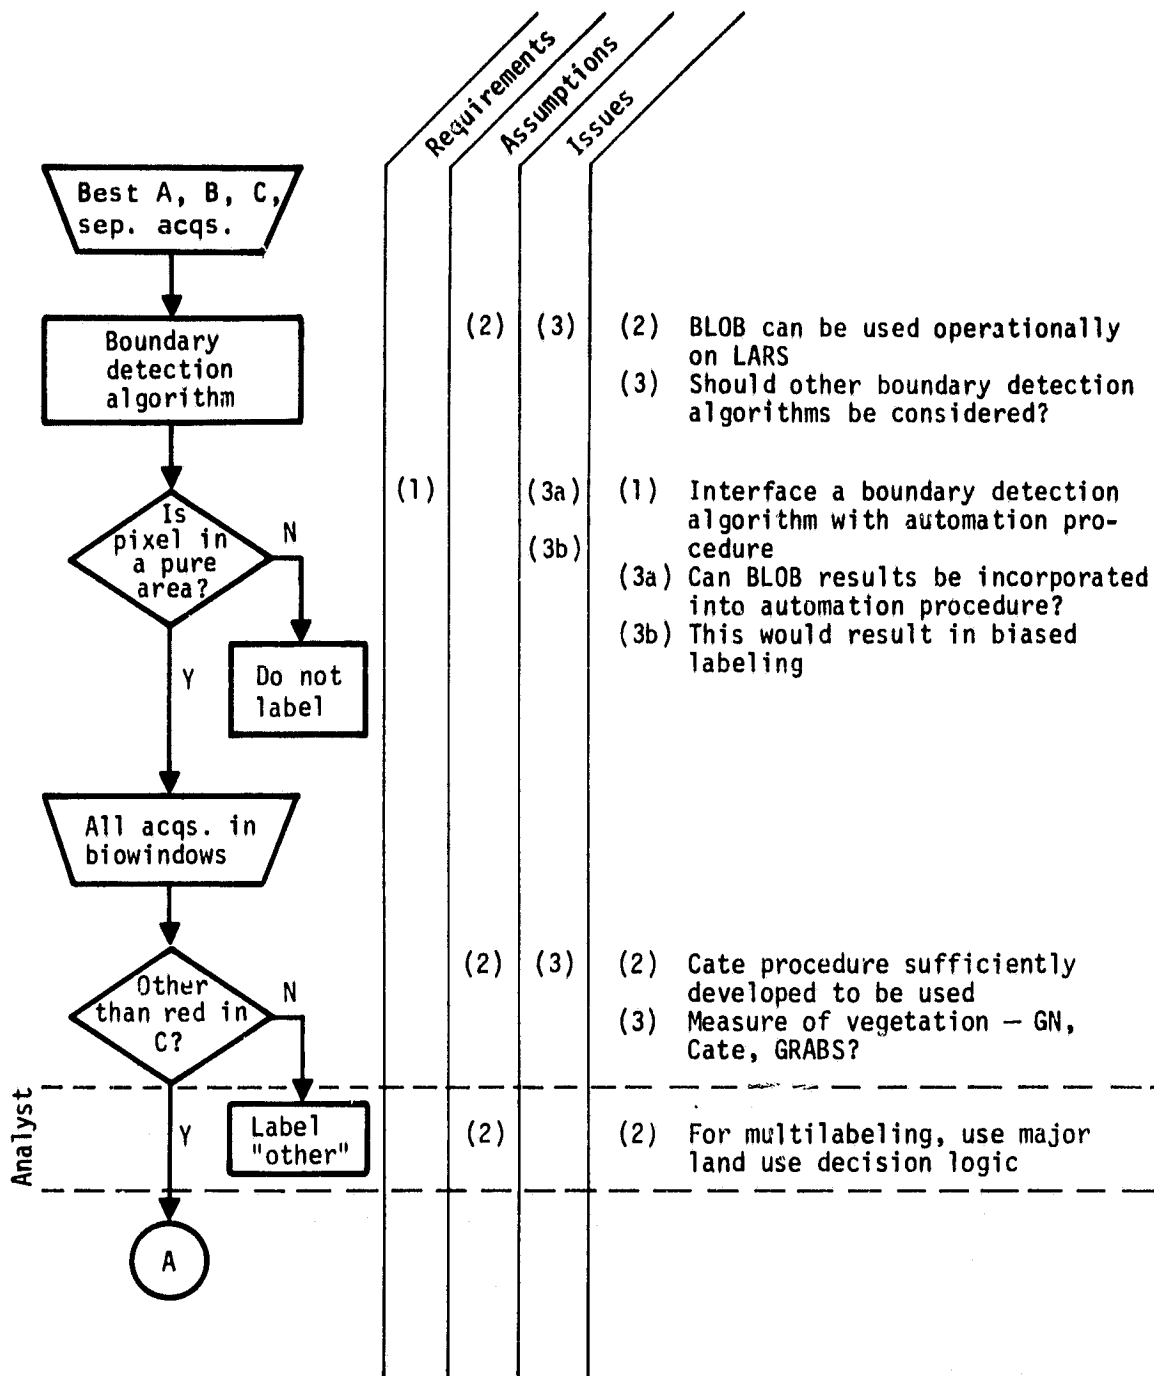 Requirements
Assumptions
Issues
Best A, B, C,
sep. acqs.
Boundary
detection
algorithm
(2) (3) (2) BLOB can be used operationally
on LARS
(3) Should other boundary detection
algorithms be considered?
Is
pixel in
a pure
area?
N
Y
Do not
label
(1) (3a) (1) Interface a boundary detection
algorithm with automation pro-
(3b) cedure
(3a) Can BLOB results be incorporated
into automation procedure?
(3b) This would result in biased
labeling
All acqs. in
biowindows
Other
than red in
C?
N
(2) (3) (2) Cate procedure sufficiently
developed to be used
(3) Measure of vegetation — GN,
Cate, GRABS?
Analyst
Y
Label
"other"
(2) (2) For multilabeling, use major
land use decision logic
A